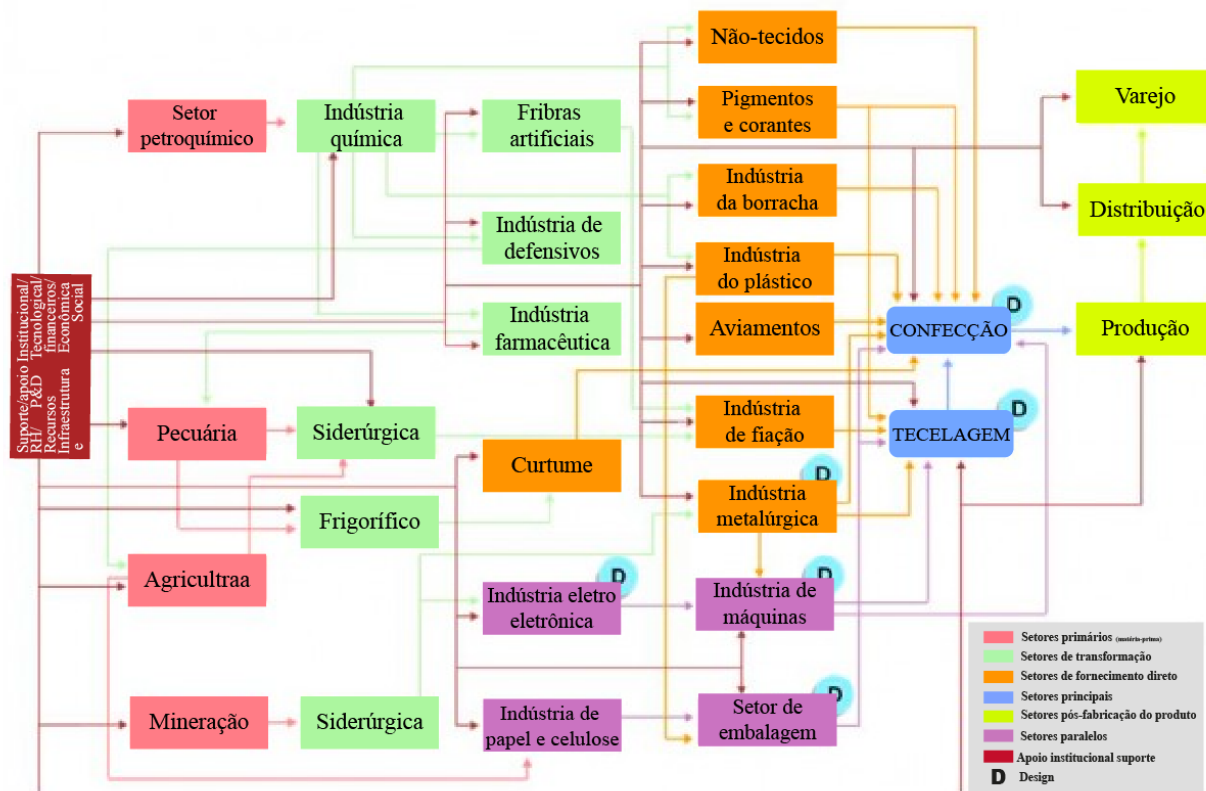 Não-tecidos
Setor
petroquímico
Indústria
química
Fribras
artificiais
Pigmentos
e corantes
Varejo
Indústria
da borracha
Distribuição
Indústria de
defensivos
Indústria
do plástico
Suporte/apoio Institucional/
RH/ P&D Tecnológica/
Recursos financeiros/
Infraestrutura Econômica
e Social
D
Indústria
farmacêutica
Aviamentos
CONFECÇÃO
Produção
D
Pecuária
Siderúrgica
Indústria
de fiação
TECELAGEM
Curtume
D
Indústria
metalúrgica
Frigorífico
Agricultraa
D
Indústria eletro
eletrônica
D
Indústria de
máquinas
Mineração
Siderúrgica
Indústria de
papel e celulose
D
Setor de
embalagem
Setores primários (matéria-prima)
Setores de transformação
Setores de fornecimento direto
Setores principais
Setores pós-fabricação do produto
Setores paralelos
Apoio institucional suporte
D Design